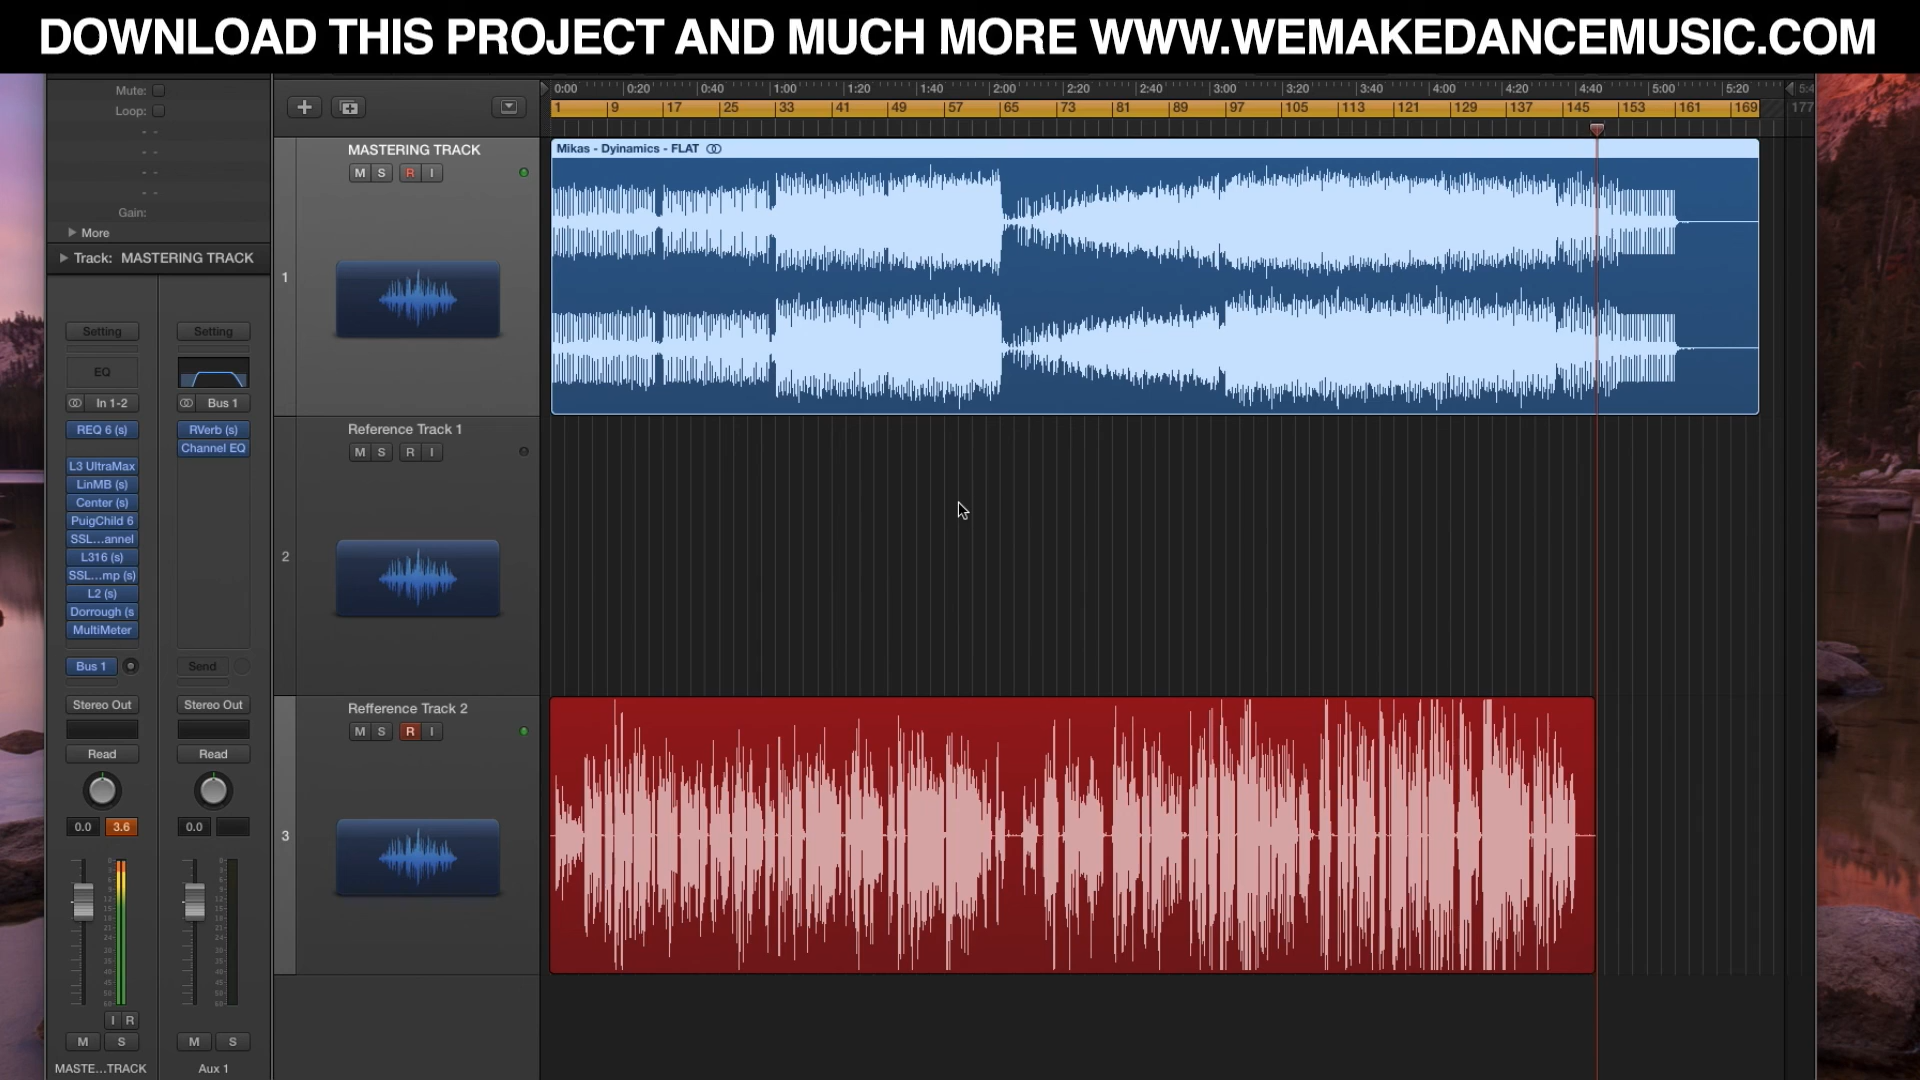 DOWNLOAD THIS PROJECT AND MUCH MORE WWW.WEMAKEDANCEMUSIC.COM
Mute:
Loop:
- -
- -
- -
- -
Gain:
More
Track: MASTERING TRACK
Setting Setting
EQ
In 1-2 Bus 1
REQ 6 (s) RVerb (s)
Channel EQ
L3 UltraMax
LinMB (s)
Center (s)
PuigChild 6
SSL...annel
L316 (s)
SSL...mp (s)
L2 (s)
Dorrough (s
MultiMeter
Bus 1 Send
Stereo Out Stereo Out
Read Read
0.0 3.6 0.0
I R
M S M S
MASTE...TRACK Aux 1
0:00 0:20 0:40 1:00 1:20 1:40 2:00 2:20 2:40 3:00 3:20 3:40 4:00 4:20 4:40 5:00 5:20 5:4
1 9 17 25 33 41 49 57 65 73 81 89 97 105 113 121 129 137 145 153 161 169 177
1
MASTERING TRACK
M S R I
Mikas - Dyinamics - FLAT
2
Reference Track 1
M S R I
3
Refference Track 2
M S R I